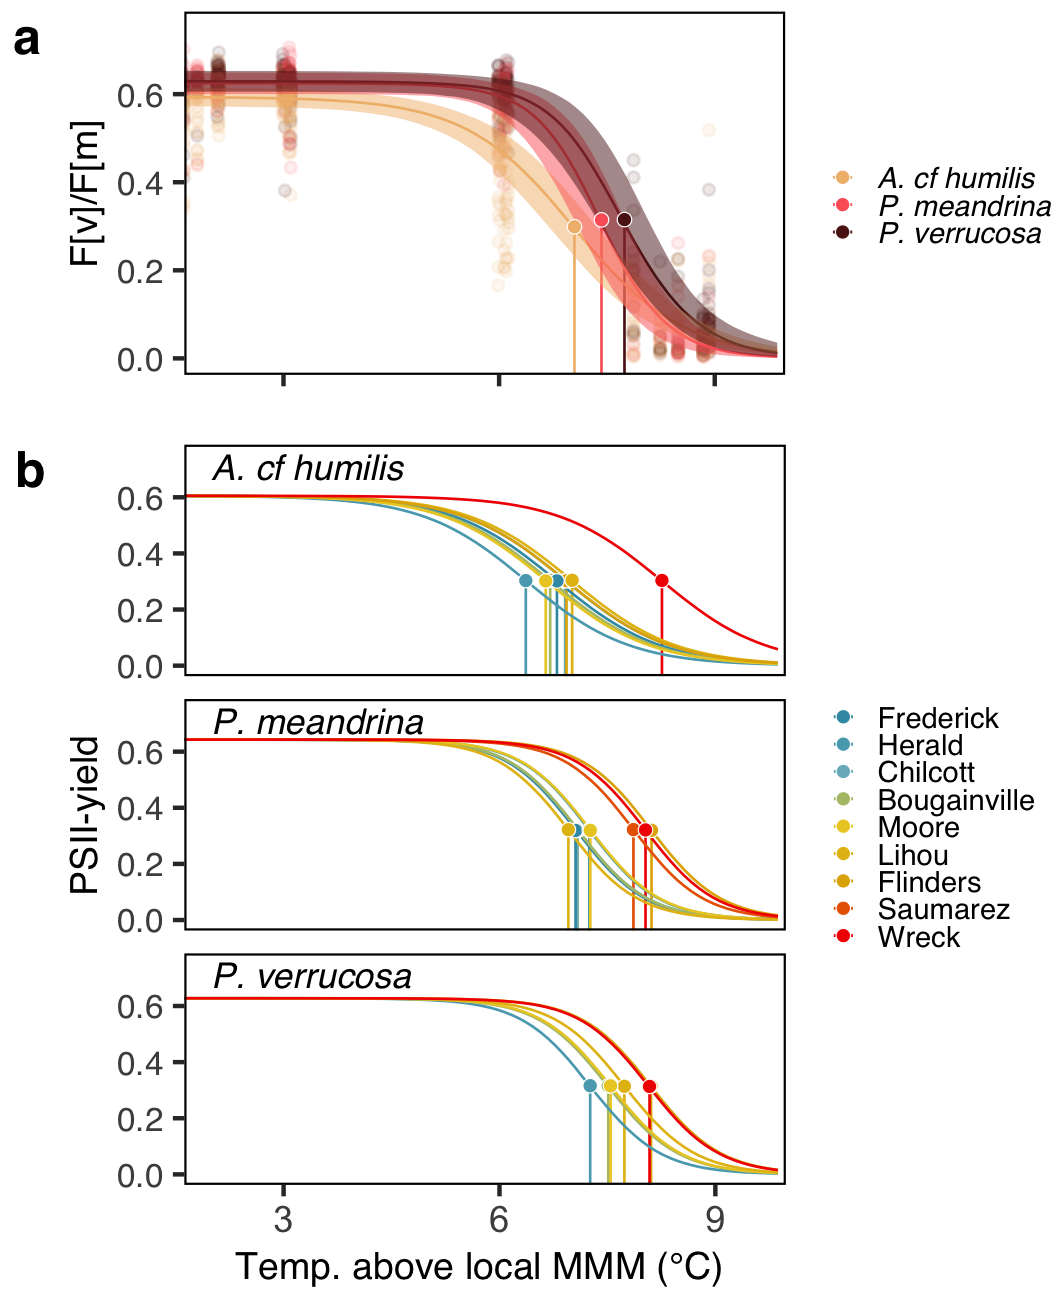 a
F[v]/F[m]
0.6
0.4
0.2
0.0
A. cf humilis
P. meandrina
P. verrucosa
b
PSII-yield
A. cf humilis
0.6
0.4
0.2
0.0
P. meandrina
0.6
0.4
0.2
0.0
P. verrucosa
0.6
0.4
0.2
0.0
3 6 9
Temp. above local MMM (°C)
Frederick
Herald
Chilcott
Bougainville
Moore
Lihou
Flinders
Saumarez
Wreck